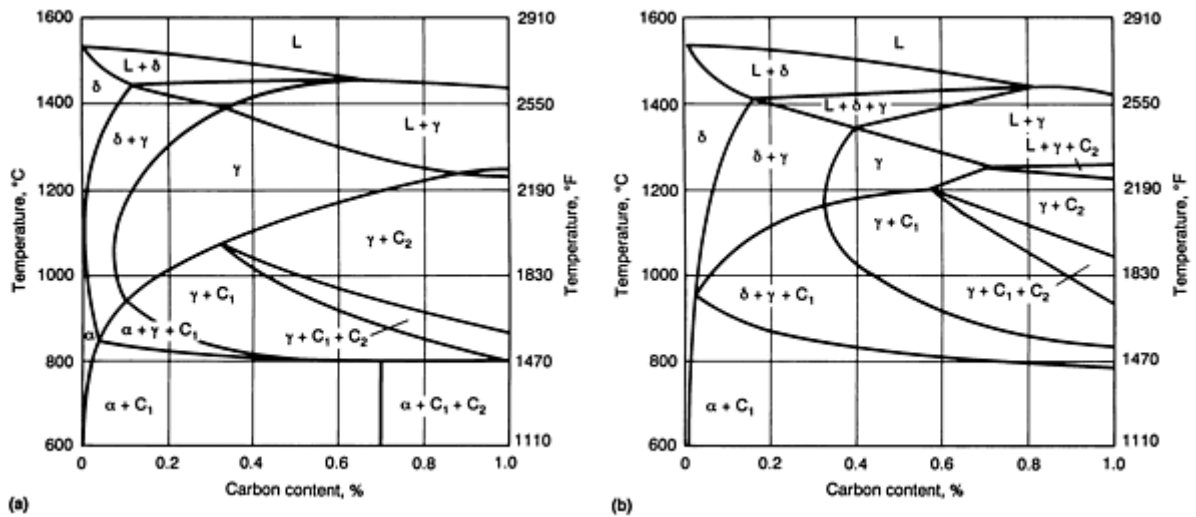 1600
1400
1200
1000
800
600
Temperature, °C
2910
2550
2190
1830
1470
1110
Temperature, °F
0
0.2
0.4
0.6
0.8
1.0
Carbon content, %
L
L + δ
δ
δ + γ
γ
L + γ
γ + C2
γ + C1
α
α + γ + C1
γ + C1 + C2
α + C1
α + C1 + C2
(a)
1600
1400
1200
1000
800
600
Temperature, °C
2910
2550
2190
1830
1470
1110
Temperature, °F
0
0.2
0.4
0.6
0.8
1.0
Carbon content, %
L
L + δ
L + δ + γ
L + γ
L + γ + C2
δ
δ + γ
γ
γ + C2
γ + C1
γ + C1 + C2
δ + γ + C1
α + C1
(b)